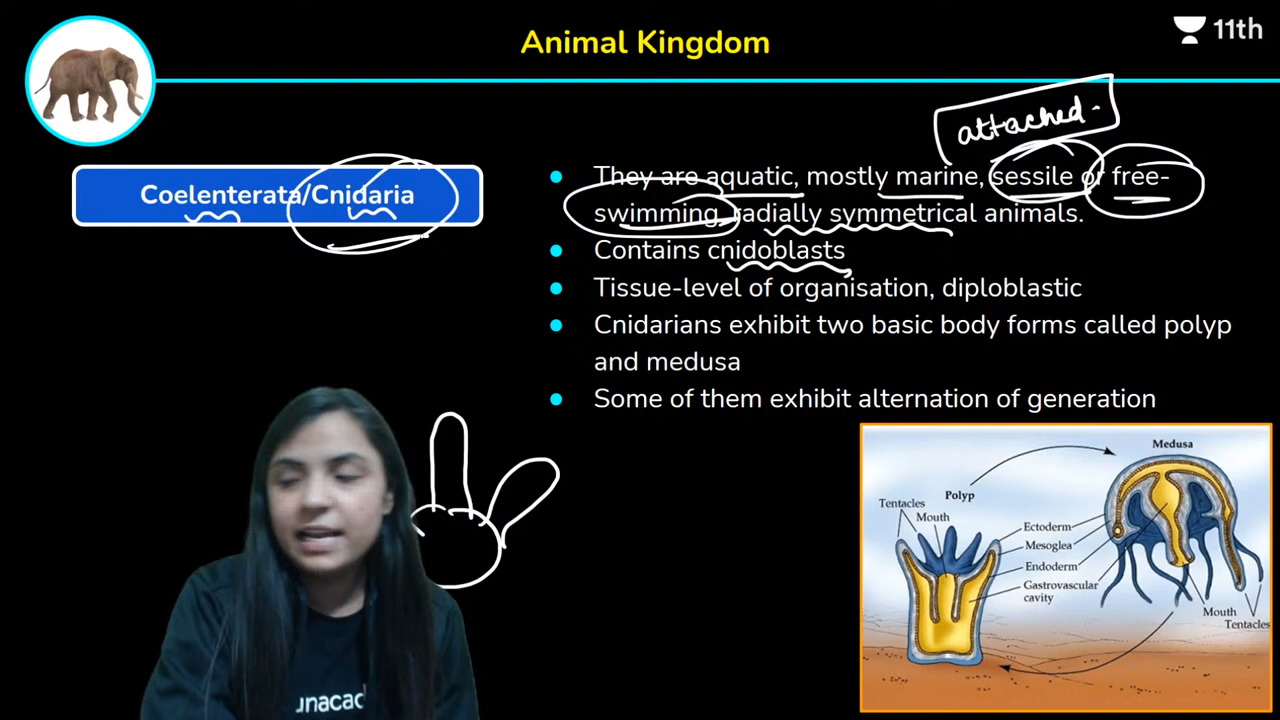 Animal Kingdom
11th
attached.
Coelenterata/Cnidaria
They are aquatic, mostly marine, sessile or free-
swimming, radially symmetrical animals.
Contains cnidoblasts
Tissue-level of organisation, diploblastic
Cnidarians exhibit two basic body forms called polyp
and medusa
Some of them exhibit alternation of generation
Medusa
Polyp
Tentacles
Mouth
Ectoderm
Mesoglea
Endoderm
Gastrovascular
cavity
Mouth
Tentacles
unacad